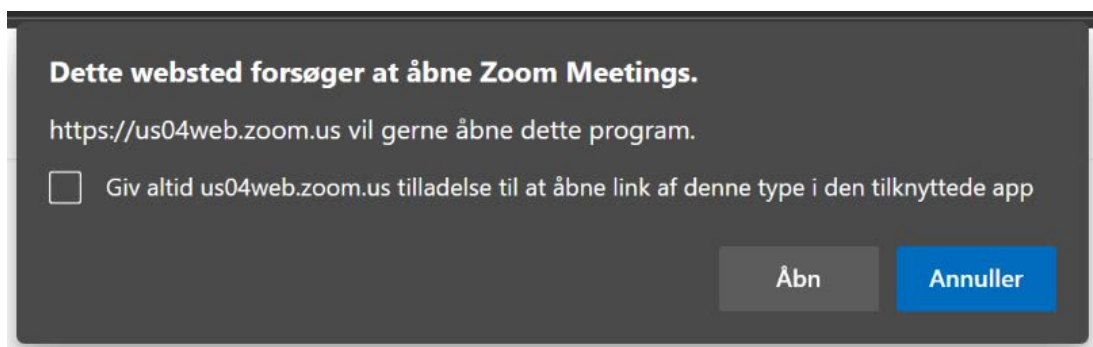 Dette websted forsøger at åbne Zoom Meetings.
https://us04web.zoom.us vil gerne åbne dette program.
Giv altid us04web.zoom.us tilladelse til at åbne link af denne type i den tilknyttede app
Åbn Annuller